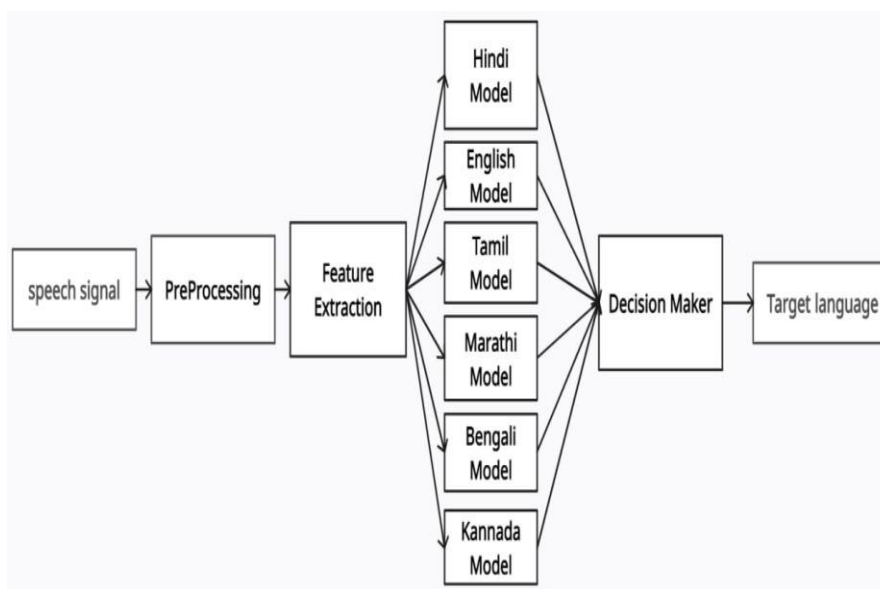 speech signal
PreProcessing
Feature
Extraction
Hindi
Model
English
Model
Tamil
Model
Marathi
Model
Bengali
Model
Kannada
Model
Decision Maker
Target language